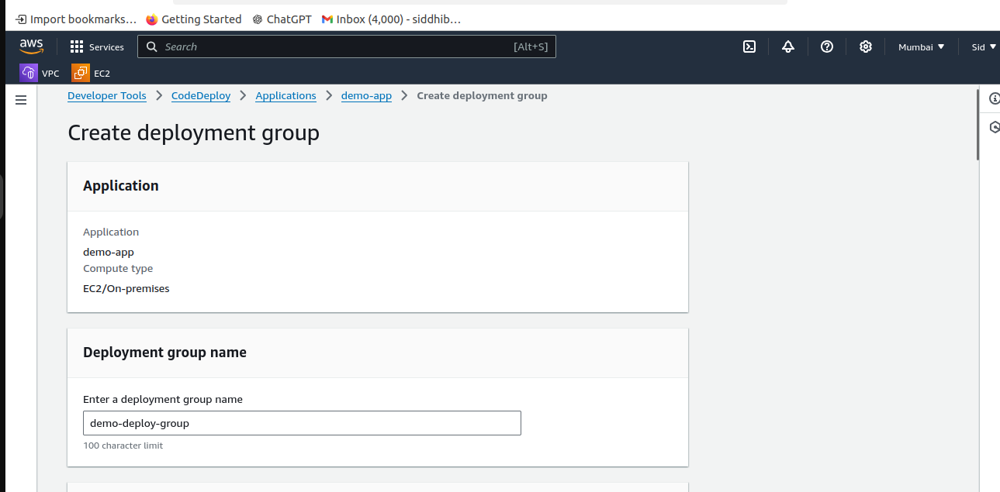 Import bookmarks... Getting Started ChatGPT Inbox (4,000) - siddhib...
aws Services Search [Alt+S] Mumbai Sid
VPC EC2
Developer Tools CodeDeploy Applications demo-app Create deployment group
Create deployment group
Application
Application
demo-app
Compute type
EC2/On-premises
Deployment group name
Enter a deployment group name
demo-deploy-group
100 character limit